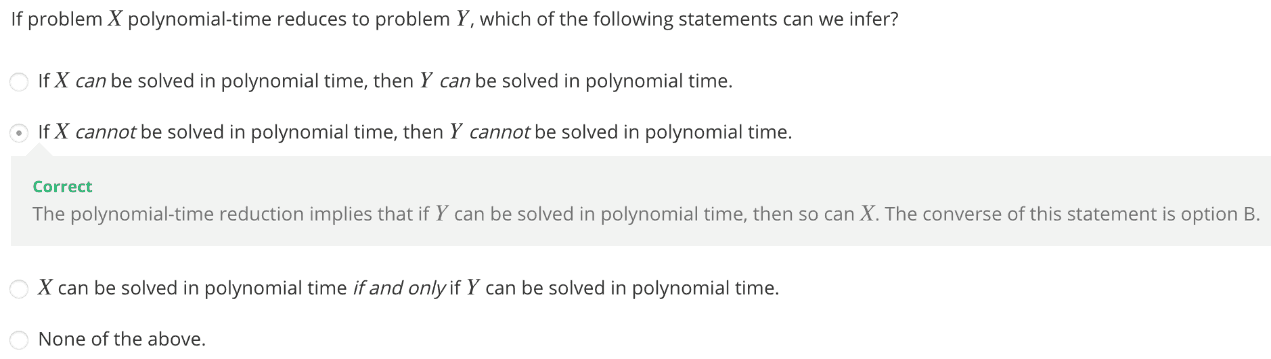 If problem X polynomial-time reduces to problem Y, which of the following statements can we infer?
If X can be solved in polynomial time, then Y can be solved in polynomial time.
If X cannot be solved in polynomial time, then Y cannot be solved in polynomial time.
Correct
The polynomial-time reduction implies that if Y can be solved in polynomial time, then so can X. The converse of this statement is option B.
X can be solved in polynomial time if and only if Y can be solved in polynomial time.
None of the above.